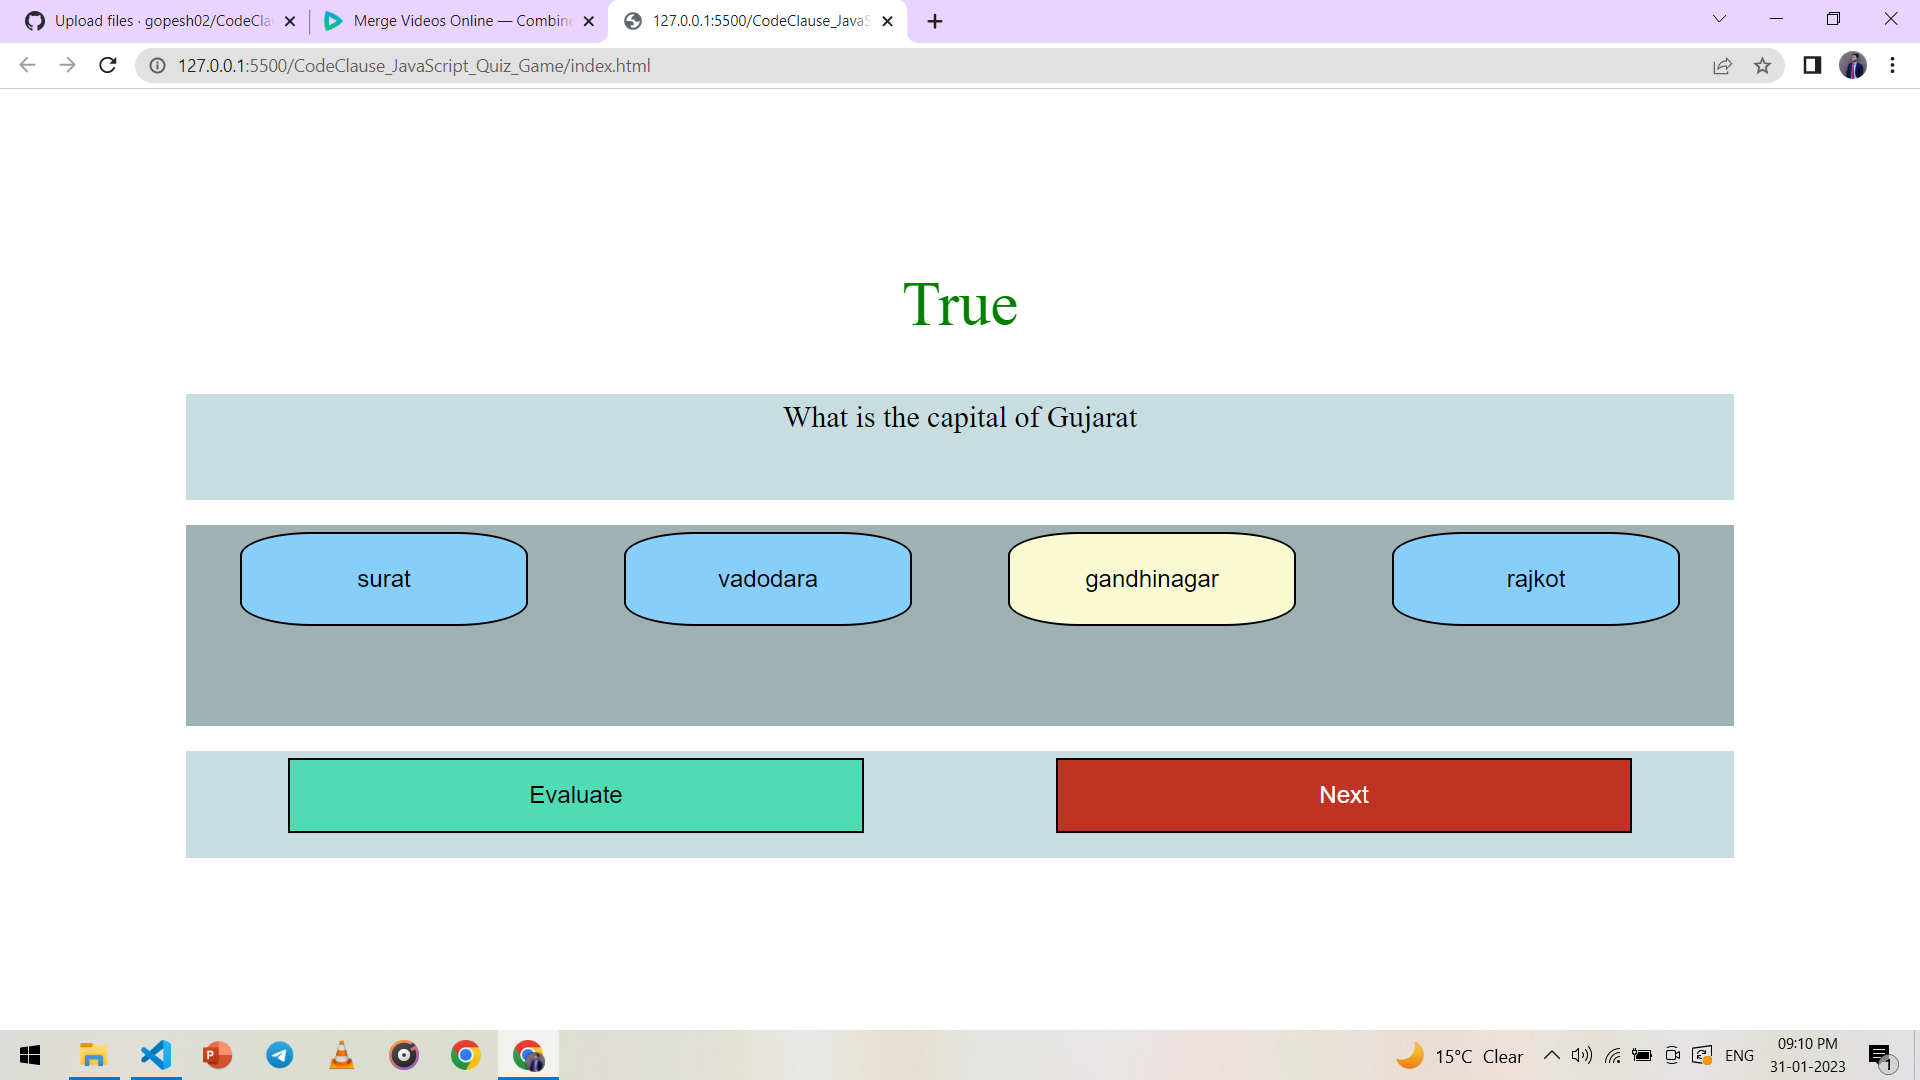 Upload files · gopesh02/CodeCla
Merge Videos Online — Combin
127.0.0.1:5500/CodeClause_JavaS
127.0.0.1:5500/CodeClause_JavaScript_Quiz_Game/index.html
True
What is the capital of Gujarat
surat
vadodara
gandhinagar
rajkot
Evaluate
Next
15°C Clear
ENG
09:10 PM
31-01-2023
1